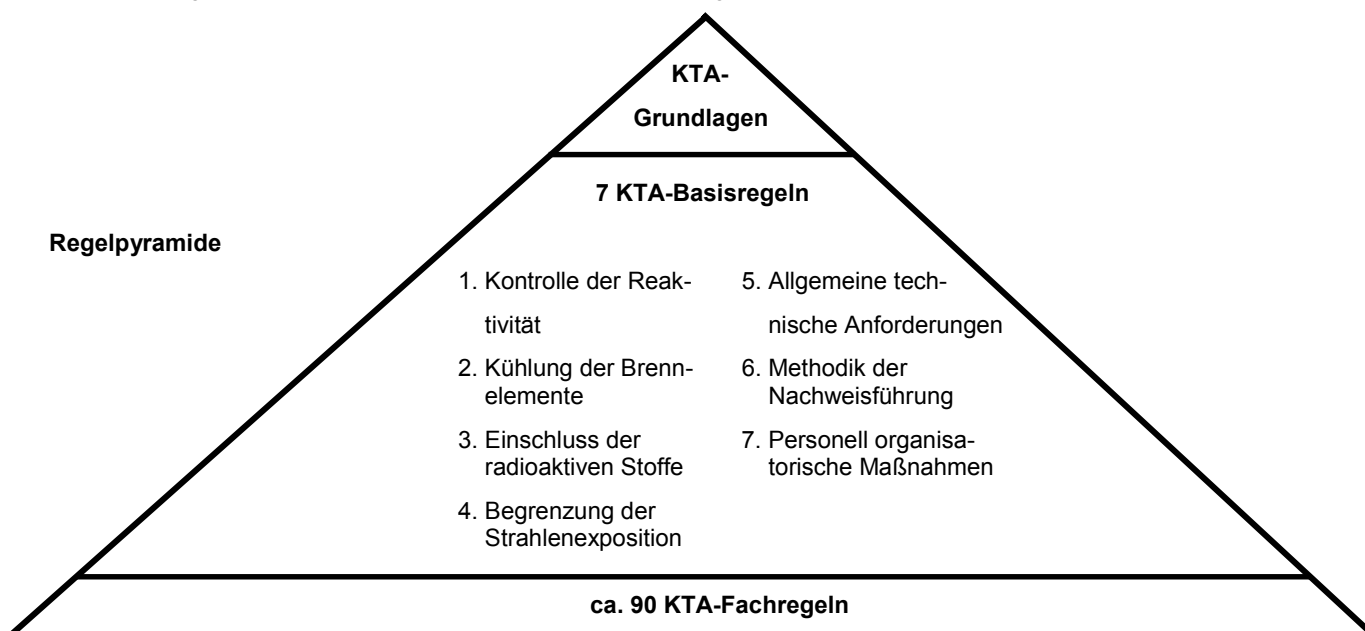 KTA-
Grundlagen
7 KTA-Basisregeln
Regelpyramide
1. Kontrolle der Reak-
tivität
2. Kühlung der Brenn-
elemente
3. Einschluss der
radioaktiven Stoffe
4. Begrenzung der
Strahlenexposition
5. Allgemeine tech-
nische Anforderungen
6. Methodik der
Nachweisführung
7. Personell organisa-
torische Maßnahmen
ca. 90 KTA-Fachregeln